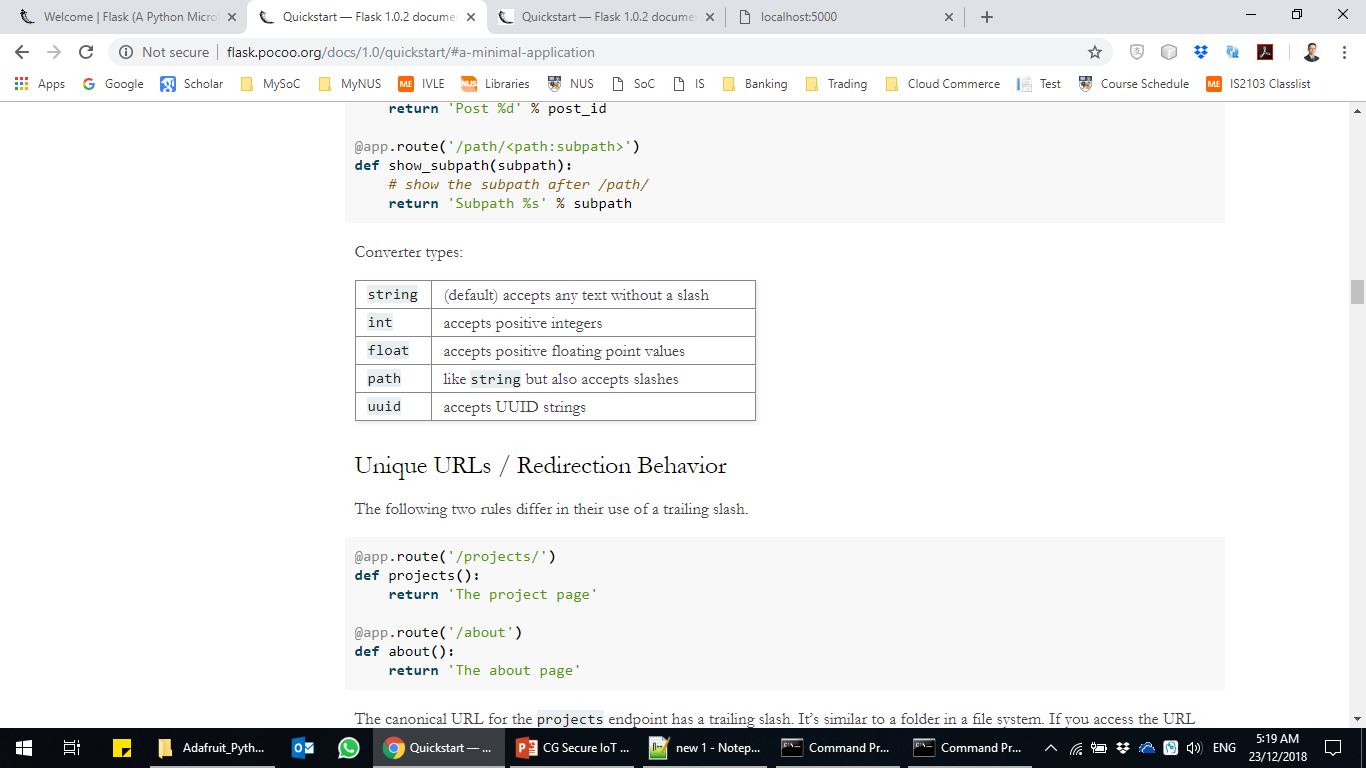 Welcome | Flask (A Python Micro
Quickstart — Flask 1.0.2 docume
Quickstart — Flask 1.0.2 docume
localhost:5000
Not secure | flask.pocoo.org/docs/1.0/quickstart/#a-minimal-application
Apps Google Scholar MySoC MyNUS IVLE Libraries NUS SoC IS Banking Trading Cloud Commerce Test Course Schedule IS2103 Classlist
return 'Post %d' % post_id
@app.route('/path/<path:subpath>')
def show_subpath(subpath):
# show the subpath after /path/
return 'Subpath %s' % subpath
Converter types:
string (default) accepts any text without a slash
int accepts positive integers
float accepts positive floating point values
path like string but also accepts slashes
uuid accepts UUID strings
Unique URLs / Redirection Behavior
The following two rules differ in their use of a trailing slash.
@app.route('/projects/')
def projects():
return 'The project page'
@app.route('/about')
def about():
return 'The about page'
The canonical URL for the projects endpoint has a trailing slash. It’s similar to a folder in a file system. If you access the URL
Adafruit_Pyth... Quickstart — ... CG Secure IoT ... new 1 - Notep... Command Pr... Command Pr... ENG
5:19 AM
23/12/2018